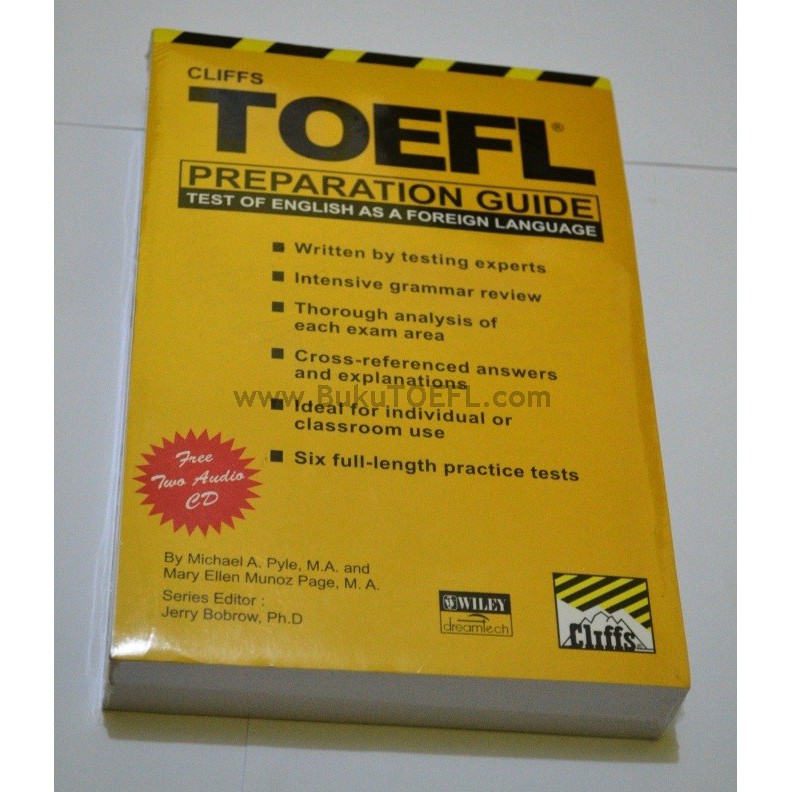 CLIFFS
TOEFL®
PREPARATION GUIDE
TEST OF ENGLISH AS A FOREIGN LANGUAGE
■ Written by testing experts
■ Intensive grammar review
■ Thorough analysis of
each exam area
■ Cross-referenced answers
and explanations
www.BukuTOEFL.com
■ Ideal for individual or
classroom use
■ Six full-length practice tests
Free
Two Audio
CD
By Michael A. Pyle, M.A. and
Mary Ellen Munoz Page, M. A.
Series Editor :
Jerry Bobrow, Ph.D
WILEY
dreamtech
Cliffs